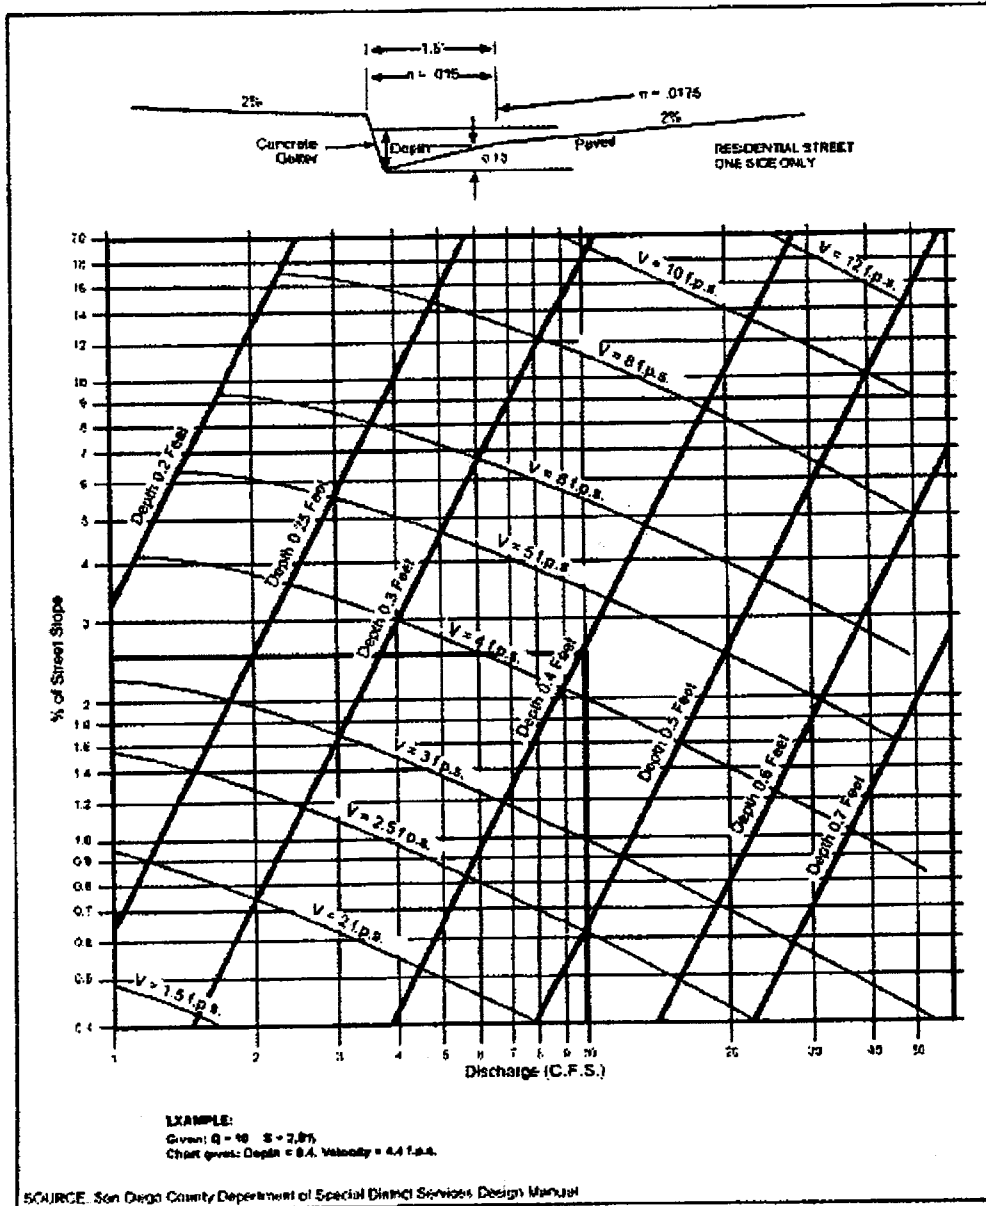 1.5'
n = .015
n = .0175
2%
2%
Concrete
Gutter
Depth
0.13
Paved
RESIDENTIAL STREET
ONE SIDE ONLY
20
18
16
14
12
10
9
8
7
6
5
4
3
2
1.8
1.6
1.4
1.2
1.0
0.9
0.8
0.7
0.6
0.5
0.4
% of Street Slope
V = 10 f.p.s.
V = 12 f.p.s.
V = 8 f.p.s.
V = 6 f.p.s.
V = 5 f.p.s
V = 4 f.p.s.
V = 3 f.p.s.
V = 2.5 f.p.s.
V = 2 f.p.s.
V = 1.5 f.p.s.
Depth 0.2 Feet
Depth 0.25 Feet
Depth 0.3 Feet
Depth 0.4 Feet
Depth 0.5 Feet
Depth 0.6 Feet
Depth 0.7 Feet
1 2 3 4 5 6 7 8 9 10 20 30 40 50
Discharge (C.F.S.)
EXAMPLE:
Given: Q = 10 S = 2.5%
Chart gives: Depth = 0.4, Velocity = 4.4 f.p.s.
SOURCE: San Diego County Department of Special District Services Design Manual